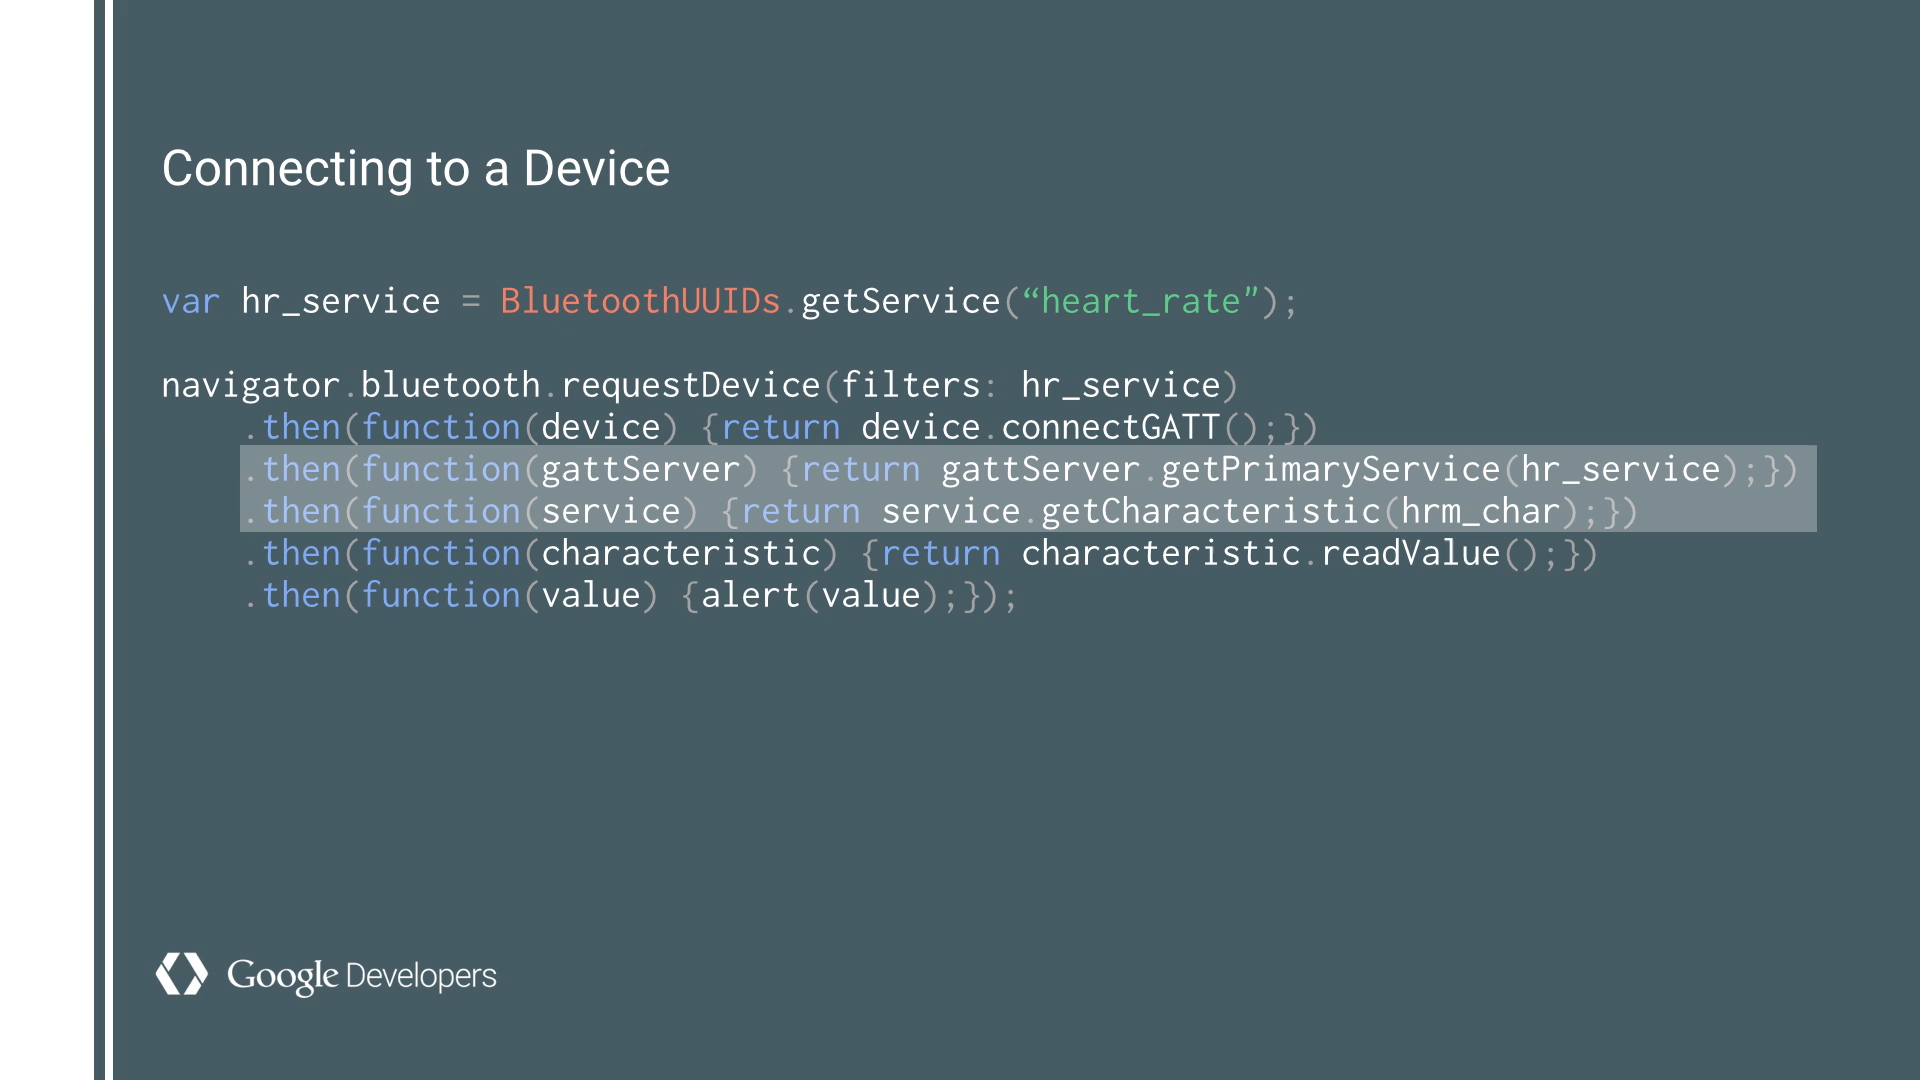 Connecting to a Device
var hr_service = BluetoothUUIDs.getService(“heart_rate");
navigator.bluetooth.requestDevice(filters: hr_service)
.then(function(device) {return device.connectGATT();})
.then(function(gattServer) {return gattServer.getPrimaryService(hr_service);})
.then(function(service) {return service.getCharacteristic(hrm_char);})
.then(function(characteristic) {return characteristic.readValue();})
.then(function(value) {alert(value);});
Google Developers